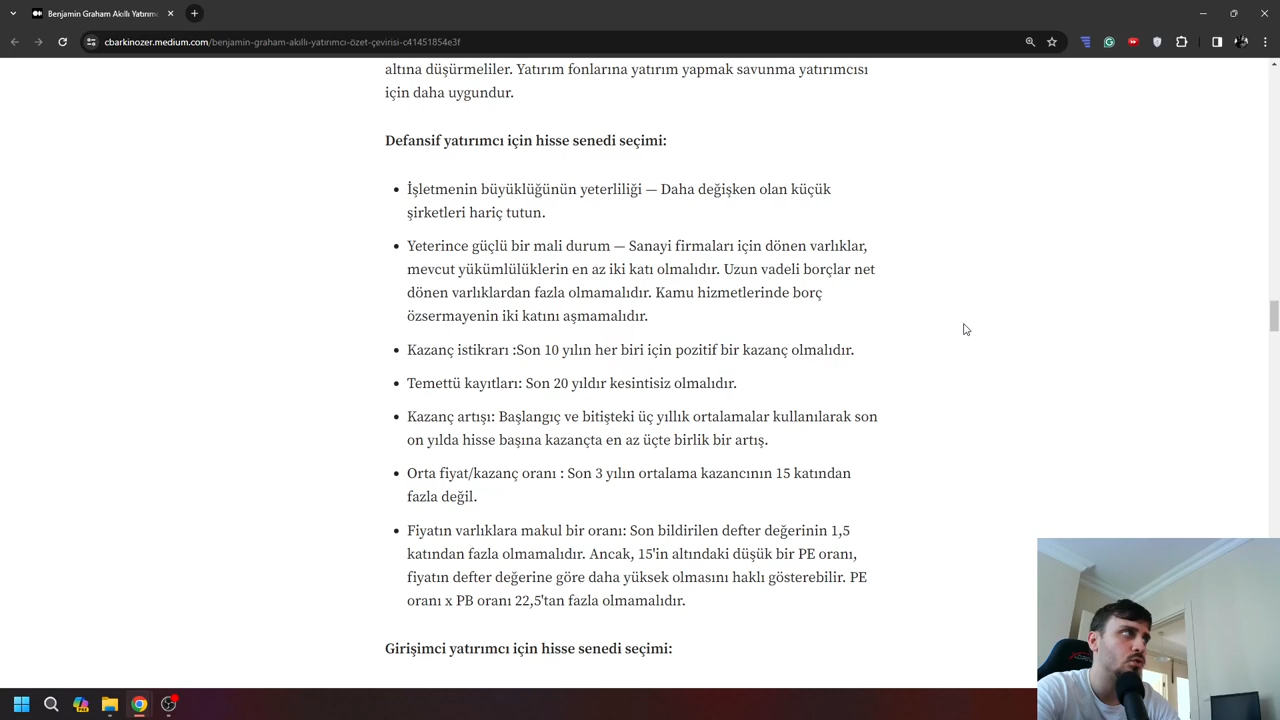 Benjamin Graham Akıllı Yatırımc
cbarkinozer.medium.com/benjamin-graham-akıllı-yatırımcı-özet-çevirisi-c41451854e3f
altına düşürmeliler. Yatırım fonlarına yatırım yapmak savunma yatırımcısı
için daha uygundur.
Defansif yatırımcı için hisse senedi seçimi:
• İşletmenin büyüklüğünün yeterliliği — Daha değişken olan küçük
şirketleri hariç tutun.
• Yeterince güçlü bir mali durum — Sanayi firmaları için dönen varlıklar,
mevcut yükümlülüklerin en az iki katı olmalıdır. Uzun vadeli borçlar net
dönen varlıklardan fazla olmamalıdır. Kamu hizmetlerinde borç
özsermayenin iki katını aşmamalıdır.
• Kazanç istikrarı :Son 10 yılın her biri için pozitif bir kazanç olmalıdır.
• Temettü kayıtları: Son 20 yıldır kesintisiz olmalıdır.
• Kazanç artışı: Başlangıç ve bitişteki üç yıllık ortalamalar kullanılarak son
on yılda hisse başına kazançta en az üçte birlik bir artış.
• Orta fiyat/kazanç oranı : Son 3 yılın ortalama kazancının 15 katından
fazla değil.
• Fiyatın varlıklara makul bir oranı: Son bildirilen defter değerinin 1,5
katından fazla olmamalıdır. Ancak, 15'in altındaki düşük bir PE oranı,
fiyatın defter değerine göre daha yüksek olmasını haklı gösterebilir. PE
oranı x PB oranı 22,5'tan fazla olmamalıdır.
Girişimci yatırımcı için hisse senedi seçimi: